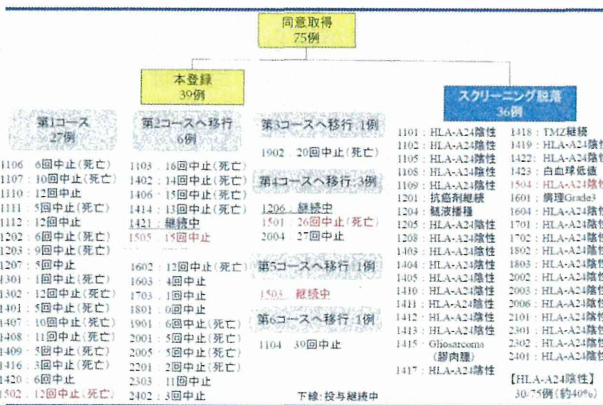 同意取得
75例
本登録
39例
スクリーニング脱落
36例
第1コース
27例
1106 6回中止(死亡)
1107 : 10回中止(死亡)
1110 : 12回中止
1111 5回中止(死亡)
1112 : 12回中止
1202 : 6回中止(死亡)
1203 : 9回中止(死亡)
1207 : 5回中止
1301 : 1回中止(死亡)
1302 : 12回中止(死亡)
1401 : 5回中止(死亡)
1407 : 10回中止(死亡)
1408 : 11回中止(死亡)
1409 : 5回中止(死亡)
1416 : 3回中止(死亡)
1420 : 6回中止
1502 : 12回中止(死亡)
第2コースへ移行
6例
1103 : 16回中止(死亡)
1402 : 14回中止(死亡)
1406 : 15回中止(死亡)
1414 : 13回中止(死亡)
1421 : 継続中
1505 : 15回中止
1602 : 12回中止(死亡)
1603 : 4回中止
1703 : 1回中止
1801 : 0回中止
1901 6回中止(死亡)
2001 : 5回中止(死亡)
2005 : 5回中止(死亡)
2201 : 2回中止(死亡)
2303 : 11回中止
2402 : 3回中止
第3コースへ移行:1例
1902 : 20回中止(死亡)
第4コースへ移行:3例
1206 : 継続中
1501 : 26回中止(死亡)
2004 : 27回中止
第5コースへ移行:1例
1503 : 継続中
第6コースへ移行:1例
1104 : 39回中止
下線:投与継続中
1101 : HLA-A24陰性
1102 : HLA-A24陰性
1105 : HLA-A24陰性
1108 : HLA-A24陰性
1109 : HLA-A24陰性
1201 : 抗癌剤継続
1204 : 髄液播種
1205 : HLA-A24陰性
1208 : HLA-A24陰性
1403 : HLA-A24陰性
1404 : HLA-A24陰性
1405 : HLA-A24陰性
1410 : HLA-A24陰性
1411 : HLA-A24陰性
1412 : HLA-A24陰性
1413 : HLA-A24陰性
1415 : Gliosarcoma
(膠肉腫)
1417 : HLA-A24陰性
1418 : TMZ継続
1419 : HLA-A24陰性
1422 : HLA-A24陰性
1423 : 白血球低値
1504 : HLA-A24陰性
1601 : 病理Grade3
1604 : HLA-A24陰性
1701 : HLA-A24陰性
1702 : HLA-A24陰性
1802 : HLA-A24陰性
1803 : HLA-A24陰性
2002 : HLA-A24陰性
2003 : HLA-A24陰性
2006 : HLA-A24陰性
2101 : HLA-A24陰性
2301 : HLA-A24陰性
2302 : HLA-A24陰性
2401 : HLA-A24陰性
【HLA-A24陰性】
30/75例(約40%)